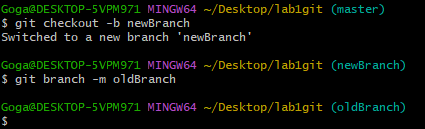 Goga@DESKTOP-5VPM971 MINGW64 ~/Desktop/lab1git (master)
$ git checkout -b newBranch
Switched to a new branch 'newBranch'
Goga@DESKTOP-5VPM971 MINGW64 ~/Desktop/lab1git (newBranch)
$ git branch -m oldBranch
Goga@DESKTOP-5VPM971 MINGW64 ~/Desktop/lab1git (oldBranch)
$